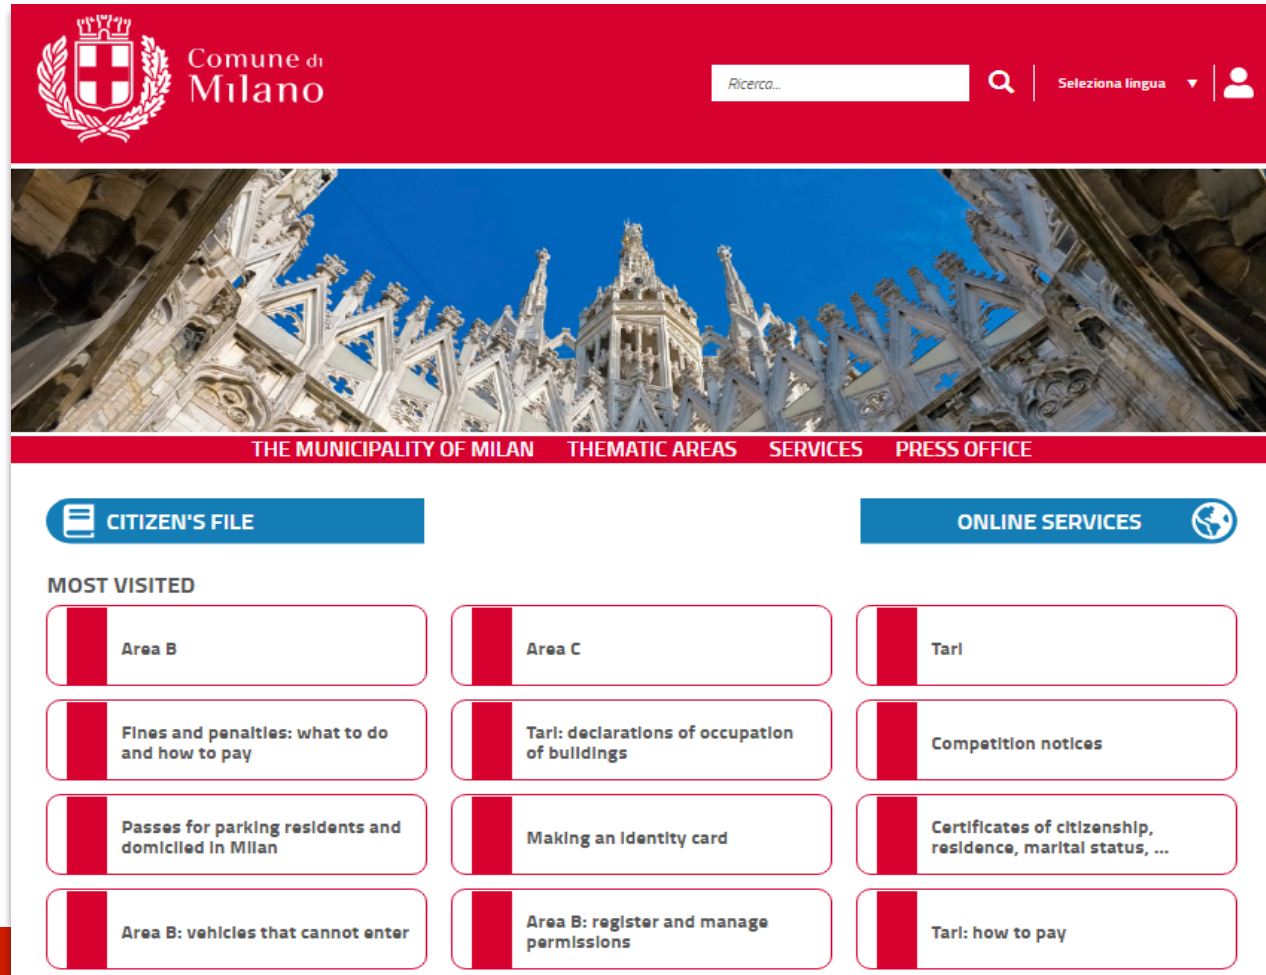 Comune di
Milano
Ricerca...
Seleziona lingua
THE MUNICIPALITY OF MILAN THEMATIC AREAS SERVICES PRESS OFFICE
CITIZEN'S FILE
ONLINE SERVICES
MOST VISITED
Area B
Area C
Tari
Fines and penalties: what to do
and how to pay
Tari: declarations of occupation
of buildings
Competition notices
Passes for parking residents and
domiciled in Milan
Making an identity card
Certificates of citizenship,
residence, marital status, ...
Area B: vehicles that cannot enter
Area B: register and manage
permissions
Tari: how to pay